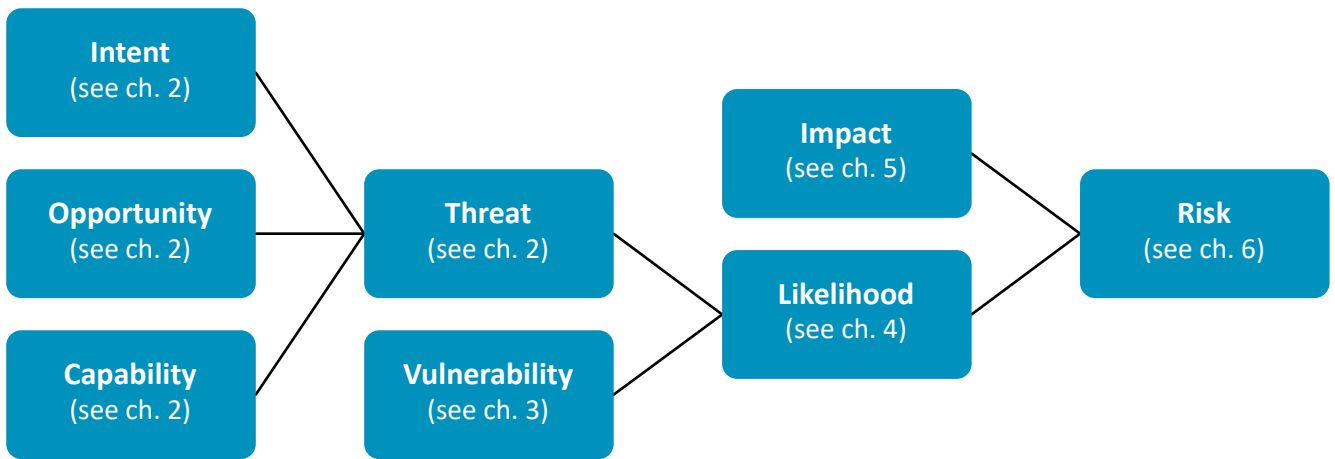 Intent
(see ch. 2)
Opportunity
(see ch. 2)
Capability
(see ch. 2)
Threat
(see ch. 2)
Vulnerability
(see ch. 3)
Impact
(see ch. 5)
Likelihood
(see ch. 4)
Risk
(see ch. 6)